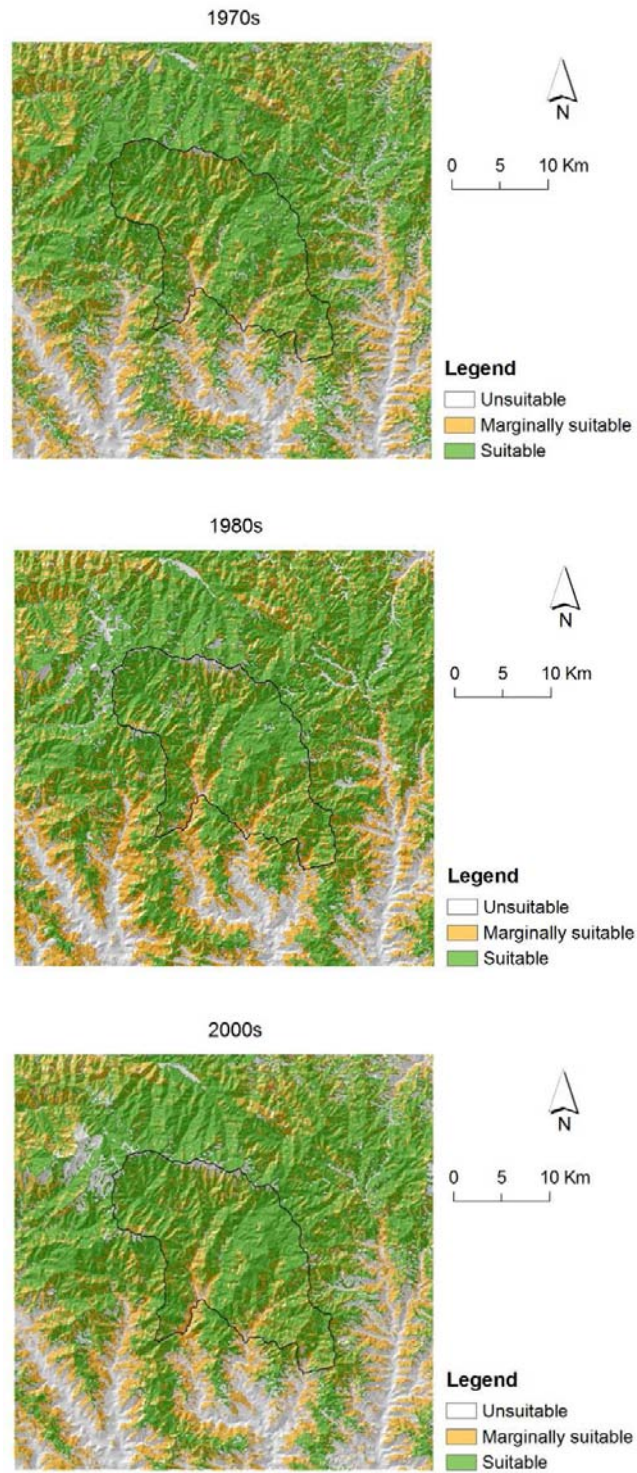 1970s
N
0 5 10 Km
Legend
Unsuitable
Marginally suitable
Suitable
1980s
N
0 5 10 Km
Legend
Unsuitable
Marginally suitable
Suitable
2000s
N
0 5 10 Km
Legend
Unsuitable
Marginally suitable
Suitable